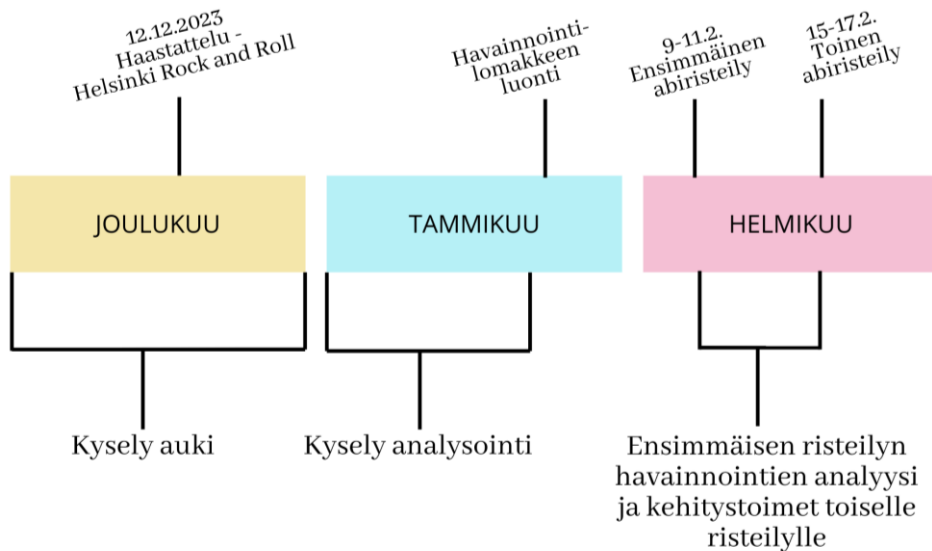 12.12.2023
Haastattelu -
Helsinki Rock and Roll
Havainnointi-
lomakkeen
luonti
9-11.2.
Ensimmäinen
abiristeily
15-17.2.
Toinen
abiristeily
JOULUKUU
TAMMIKUU
HELMIKUU
Kysely auki
Kysely analysointi
Ensimmäisen risteilyn
havainnointien analyysi
ja kehitystoimet toiselle
risteilylle